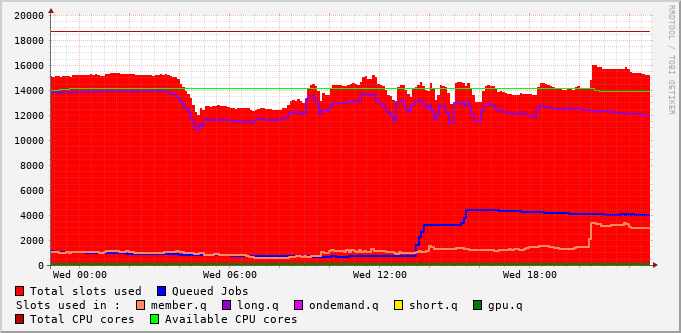 20000
18000
16000
14000
12000
10000
8000
6000
4000
2000
0
Wed 00:00 Wed 06:00 Wed 12:00 Wed 18:00
RRDTOOL / TOBI OETIKER
Total slots used Queued Jobs
Slots used in : member.q long.q ondemand.q short.q gpu.q
Total CPU cores Available CPU cores